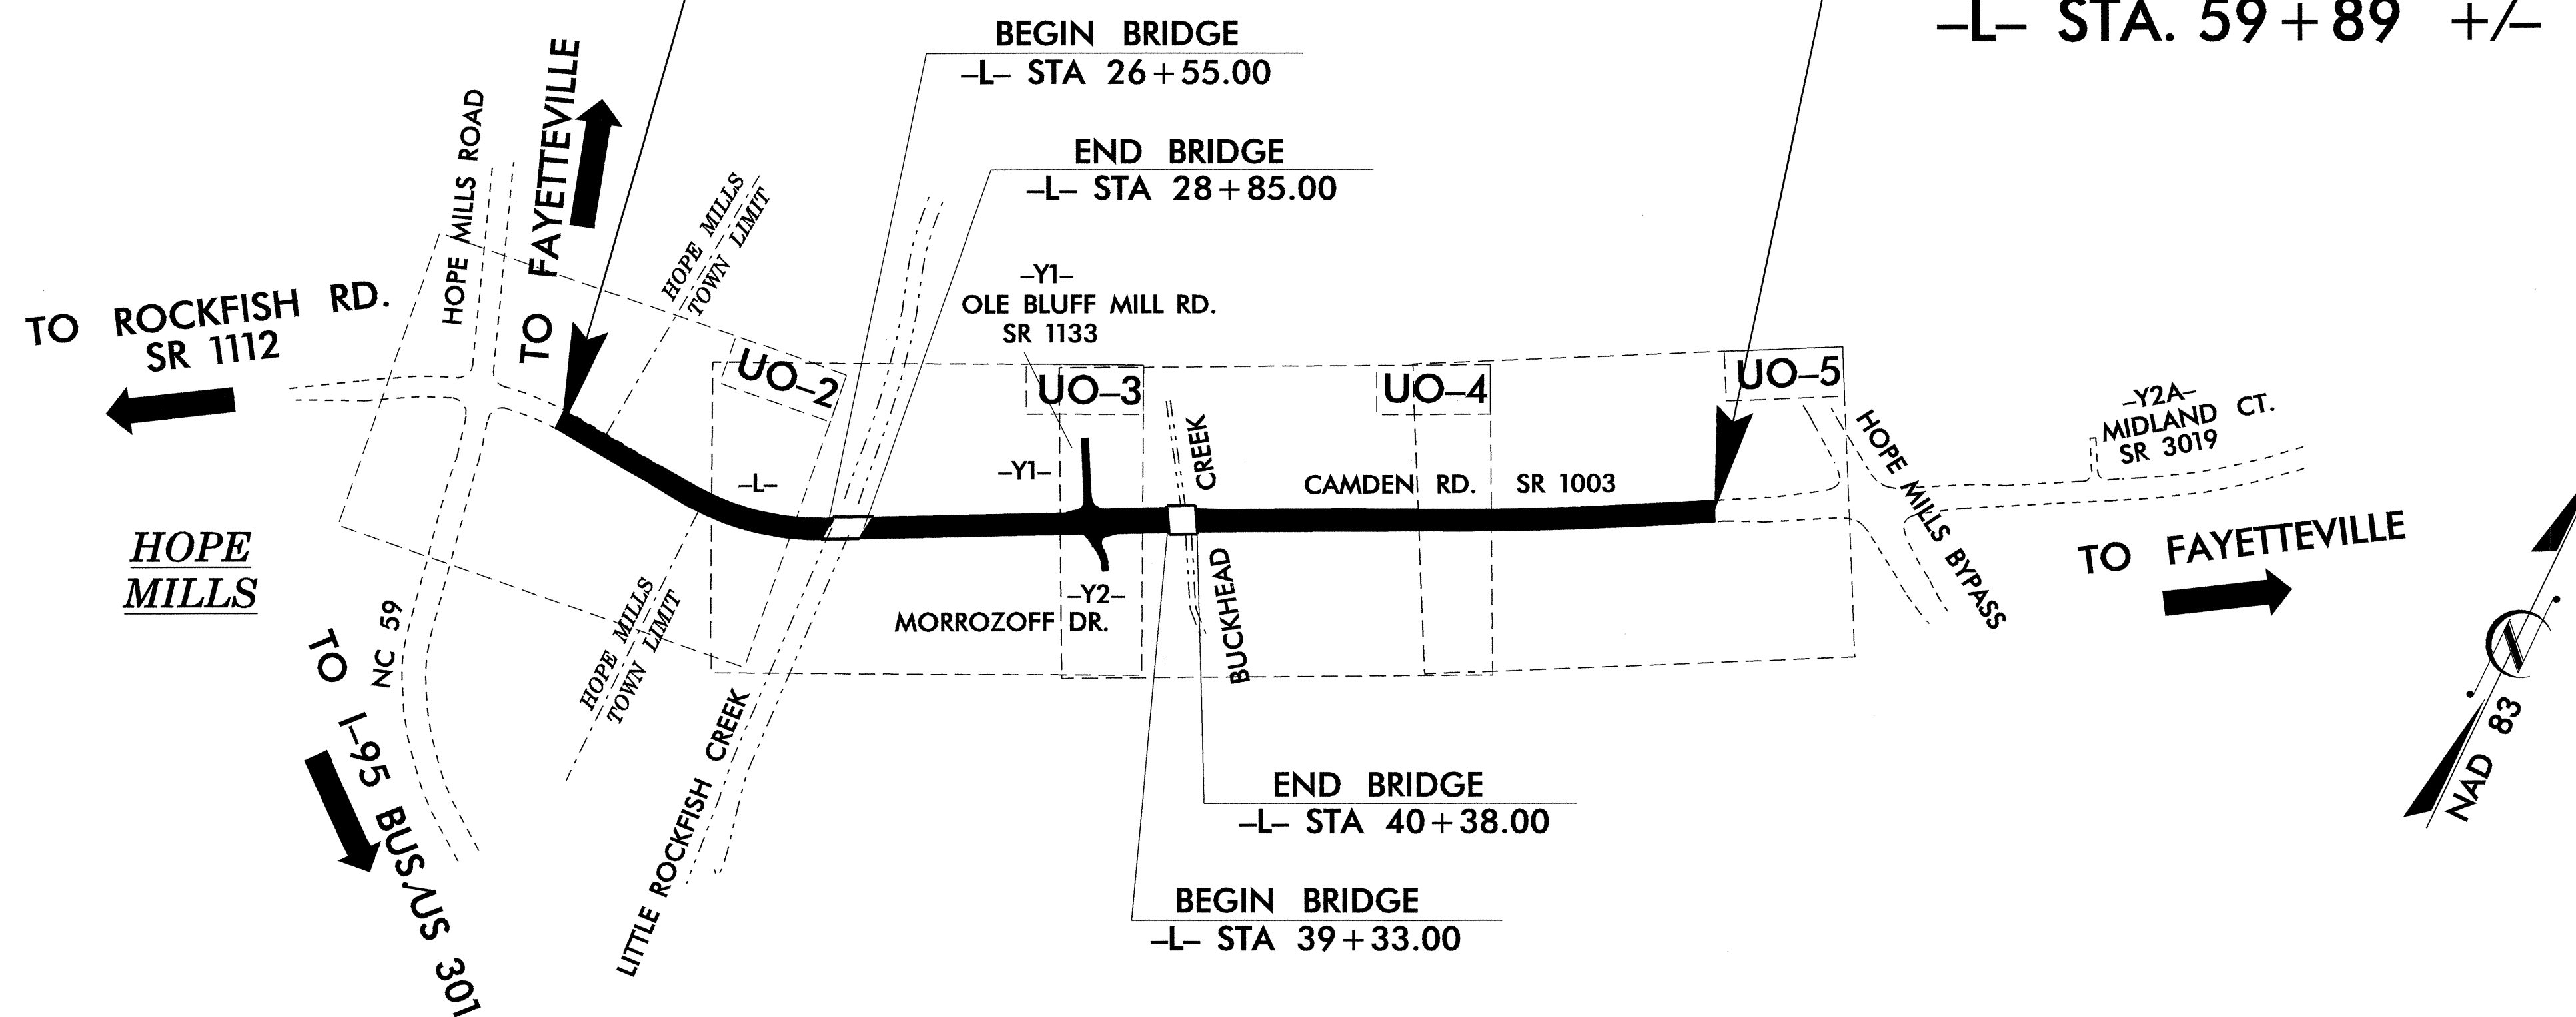 –L– STA. 59+89 +/–
BEGIN BRIDGE
–L– STA 26+55.00
END BRIDGE
–L– STA 28+85.00
HOPE MILLS ROAD
TO FAYETTEVILLE
HOPE MILLS
TOWN LIMIT
–Y1–
OLE BLUFF MILL RD.
SR 1133
TO ROCKFISH RD.
SR 1112
UO–2
UO–3
UO–4
UO–5
–Y2A–
MIDLAND CT.
SR 3019
–L–
–Y1–
CREEK
CAMDEN RD. SR 1003
HOPE MILLS BYPASS
TO FAYETTEVILLE
HOPE
MILLS
NC 59
HOPE MILLS
TOWN LIMIT
–Y2–
MORROZOFF DR.
BUCKHEAD
TO I–95 BUS./US 301
LITTLE ROCKFISH CREEK
END BRIDGE
–L– STA 40+38.00
BEGIN BRIDGE
–L– STA 39+33.00
N
NAD 83